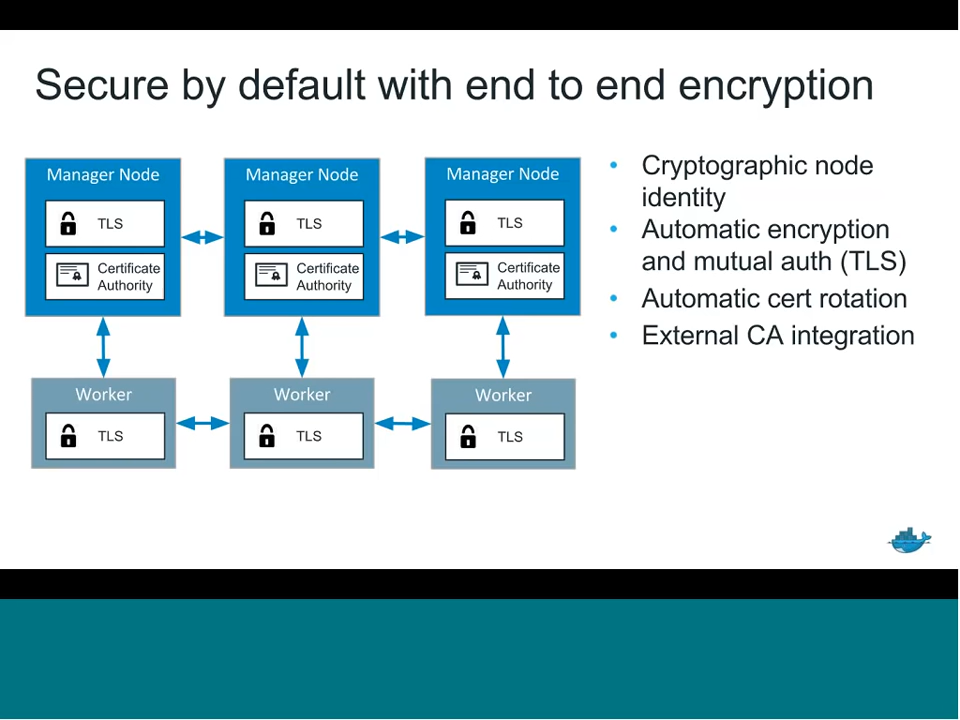 Secure by default with end to end encryption
Manager Node
TLS
Certificate
Authority
Manager Node
TLS
Certificate
Authority
Manager Node
TLS
Certificate
Authority
Worker
TLS
Worker
TLS
Worker
TLS
• Cryptographic node
identity
• Automatic encryption
and mutual auth (TLS)
• Automatic cert rotation
• External CA integration